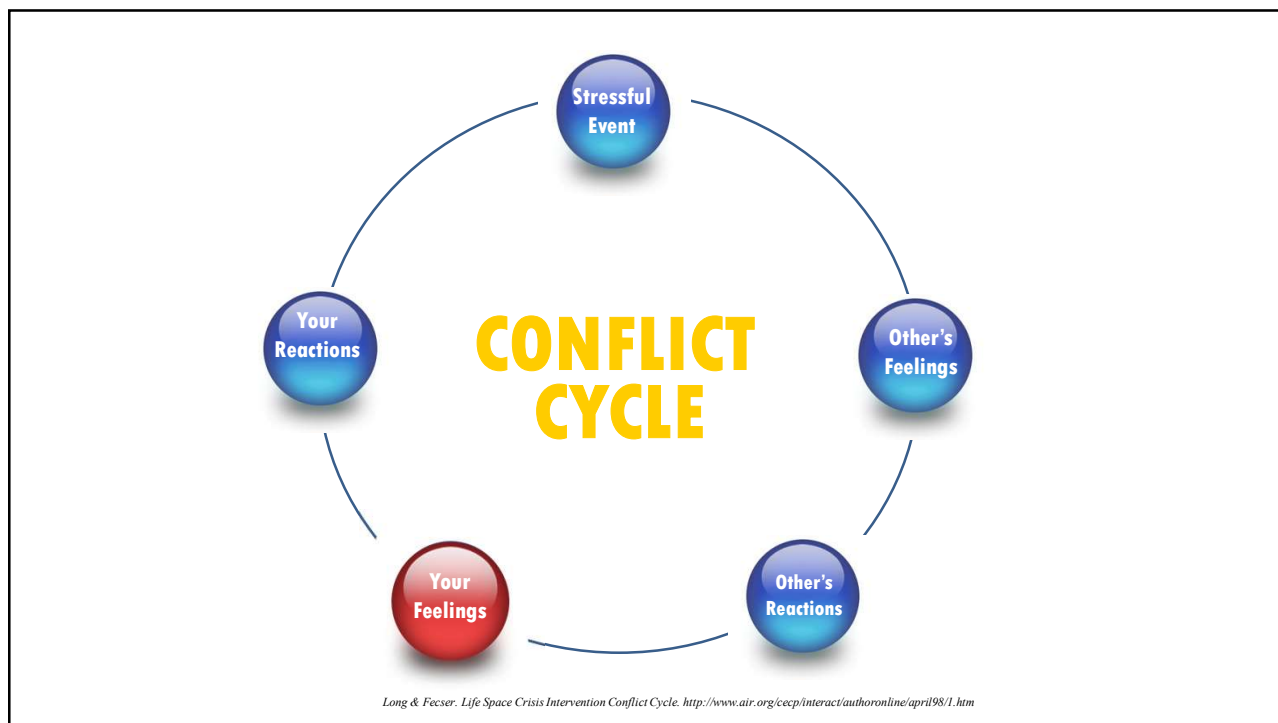 Stressful
Event
Other's
Feelings
Other's
Reactions
Your
Feelings
Your
Reactions
CONFLICT
CYCLE
Long & Fecser. Life Space Crisis Intervention Conflict Cycle. http://www.air.org/cecp/interact/authoronline/april98/1.htm